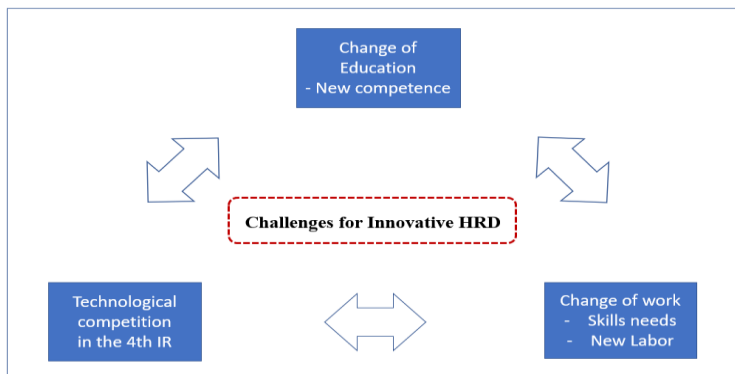 Change of
Education
- New competence
Challenges for Innovative HRD
Technological
competition
in the 4th IR
Change of work
- Skills needs
- New Labor